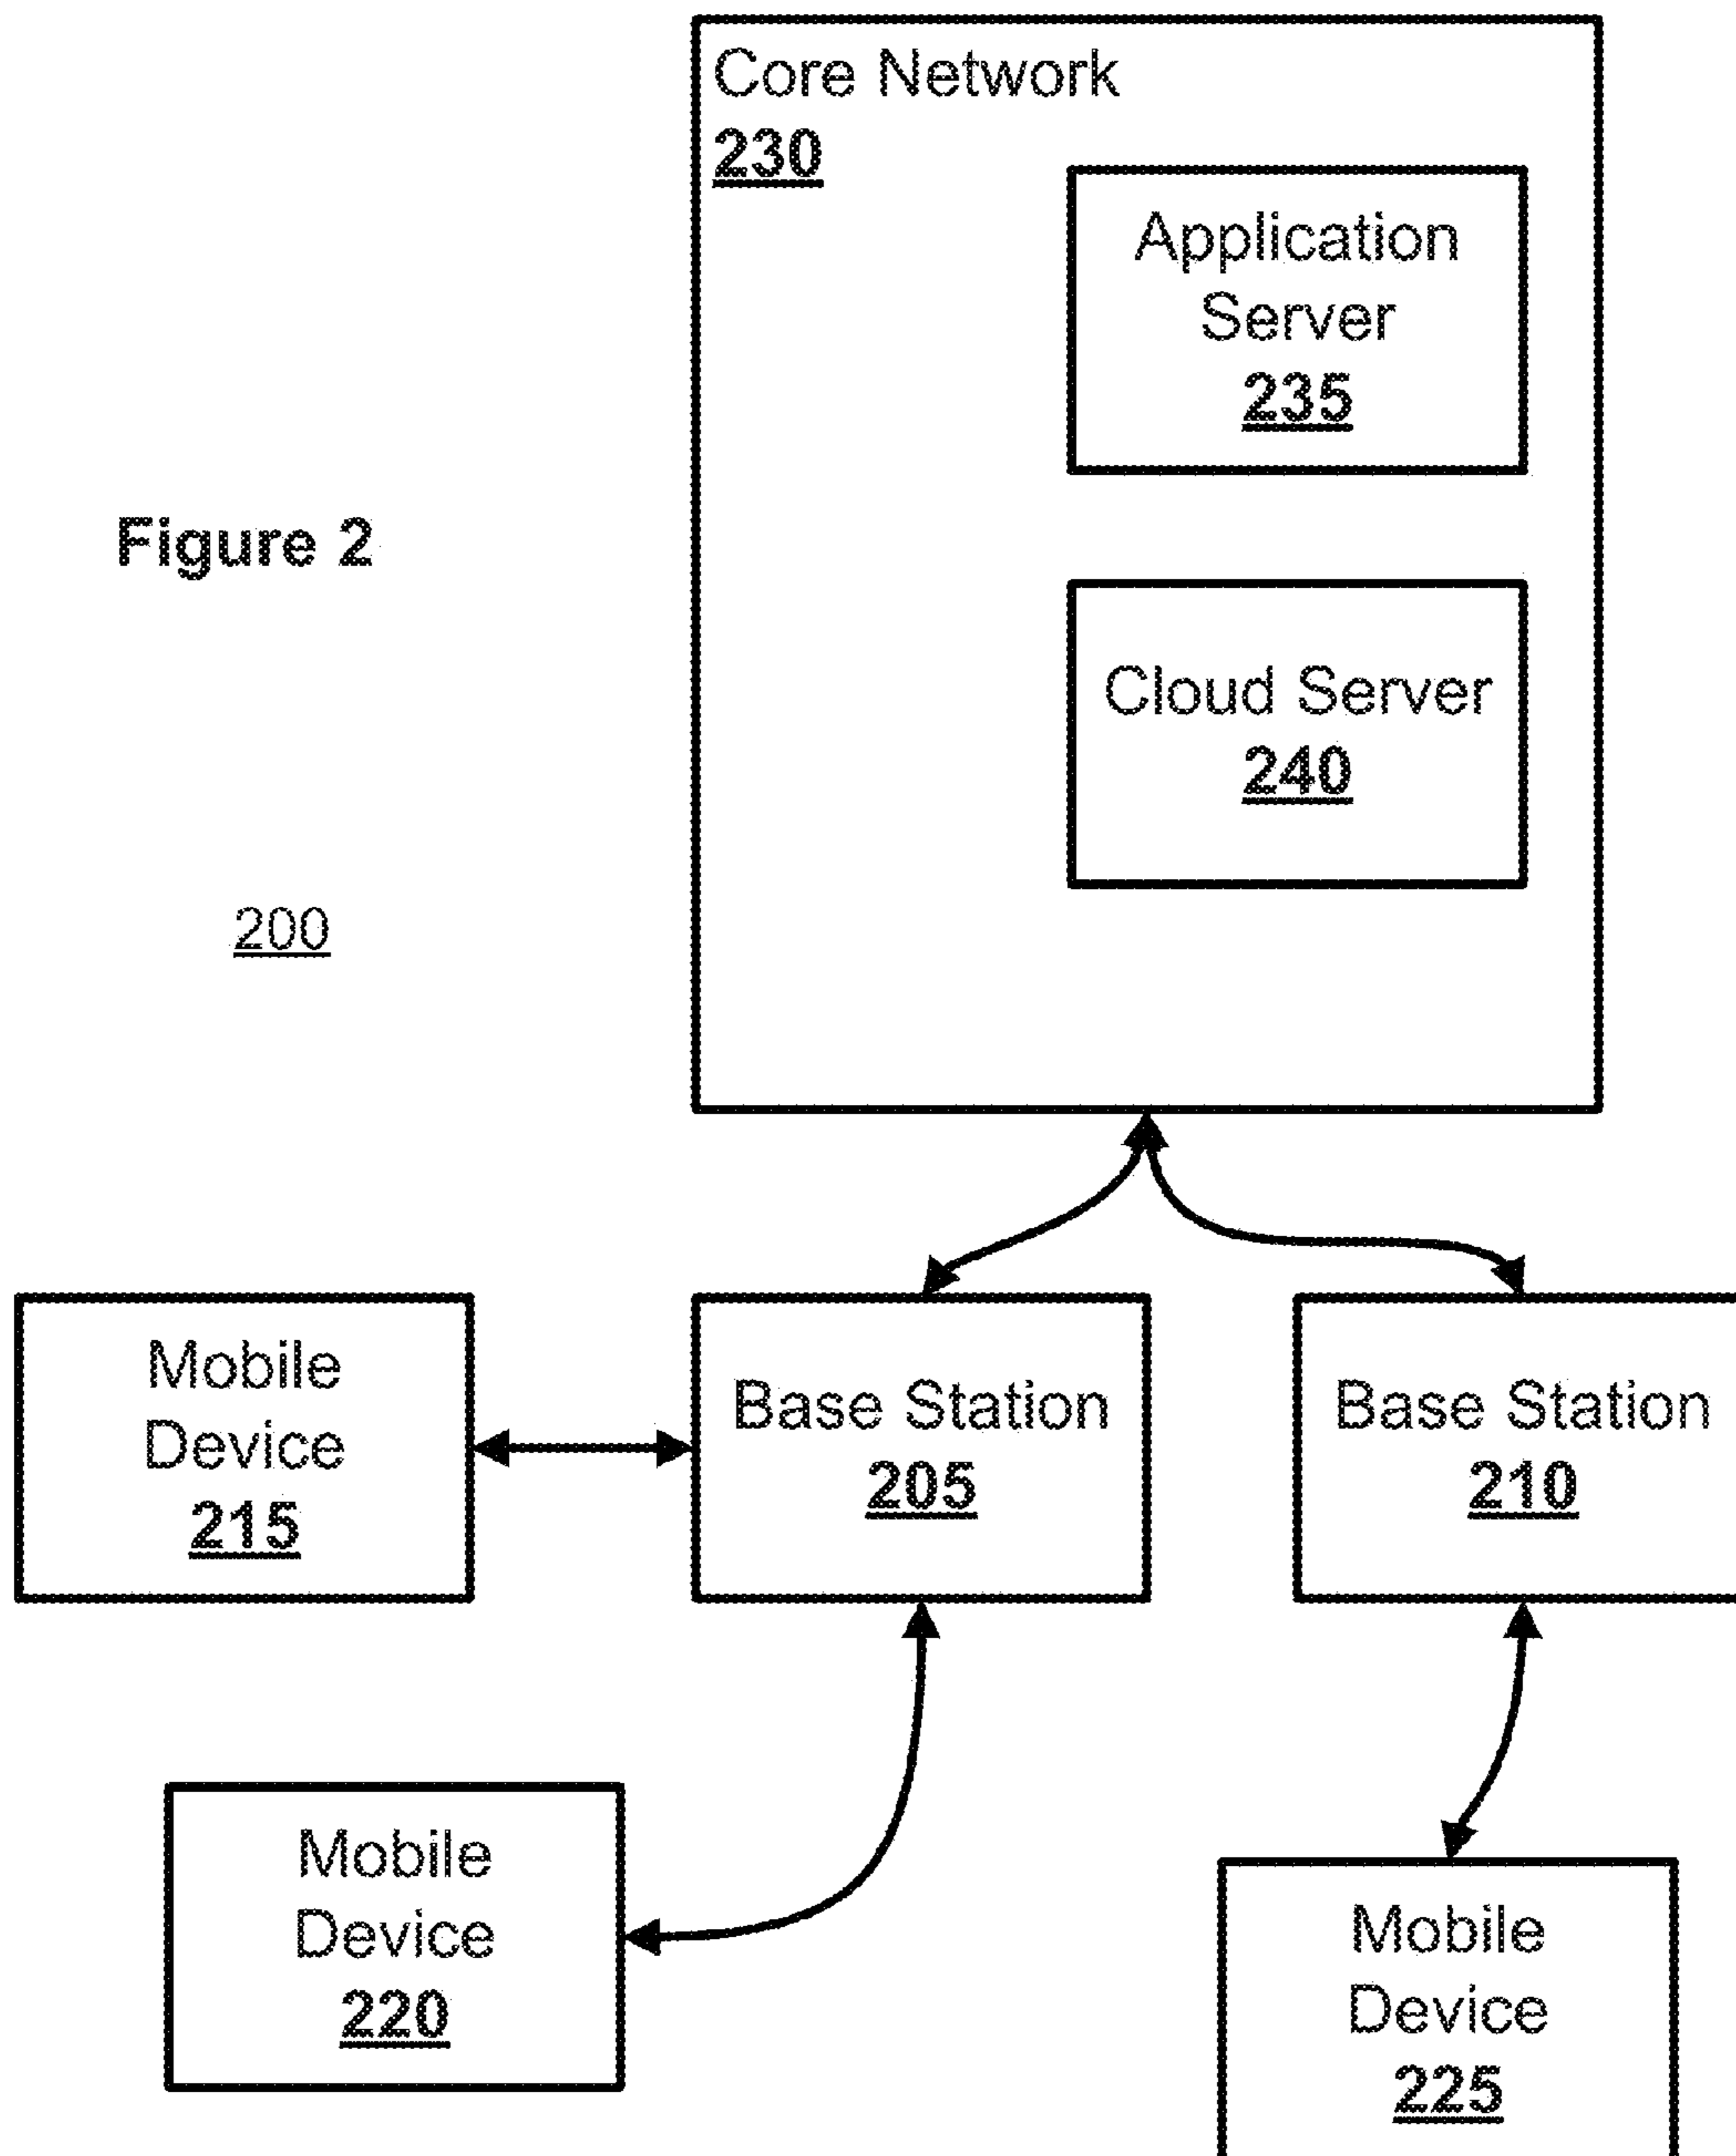 Core Network
230
Application
Server
235
Figure 2
Cloud Server
240
200
Mobile
Device
215
Base Station
205
Base Station
210
Mobile
Device
220
Mobile
Device
225